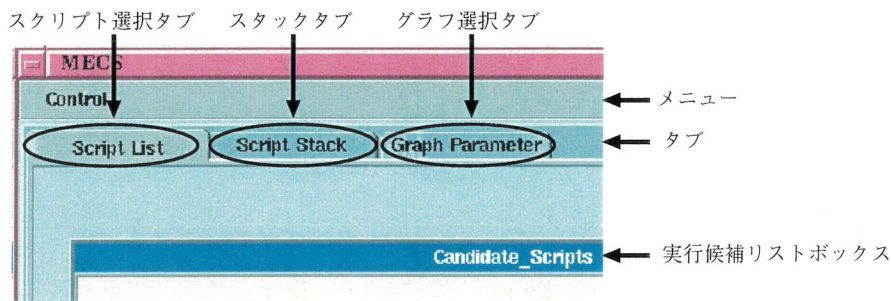 スクリプト選択タブ スタックタブ グラフ選択タブ
MECS
Control
メニュー
Script List Script Stack Graph Parameter
タブ
Candidate_Scripts
実行候補リストボックス